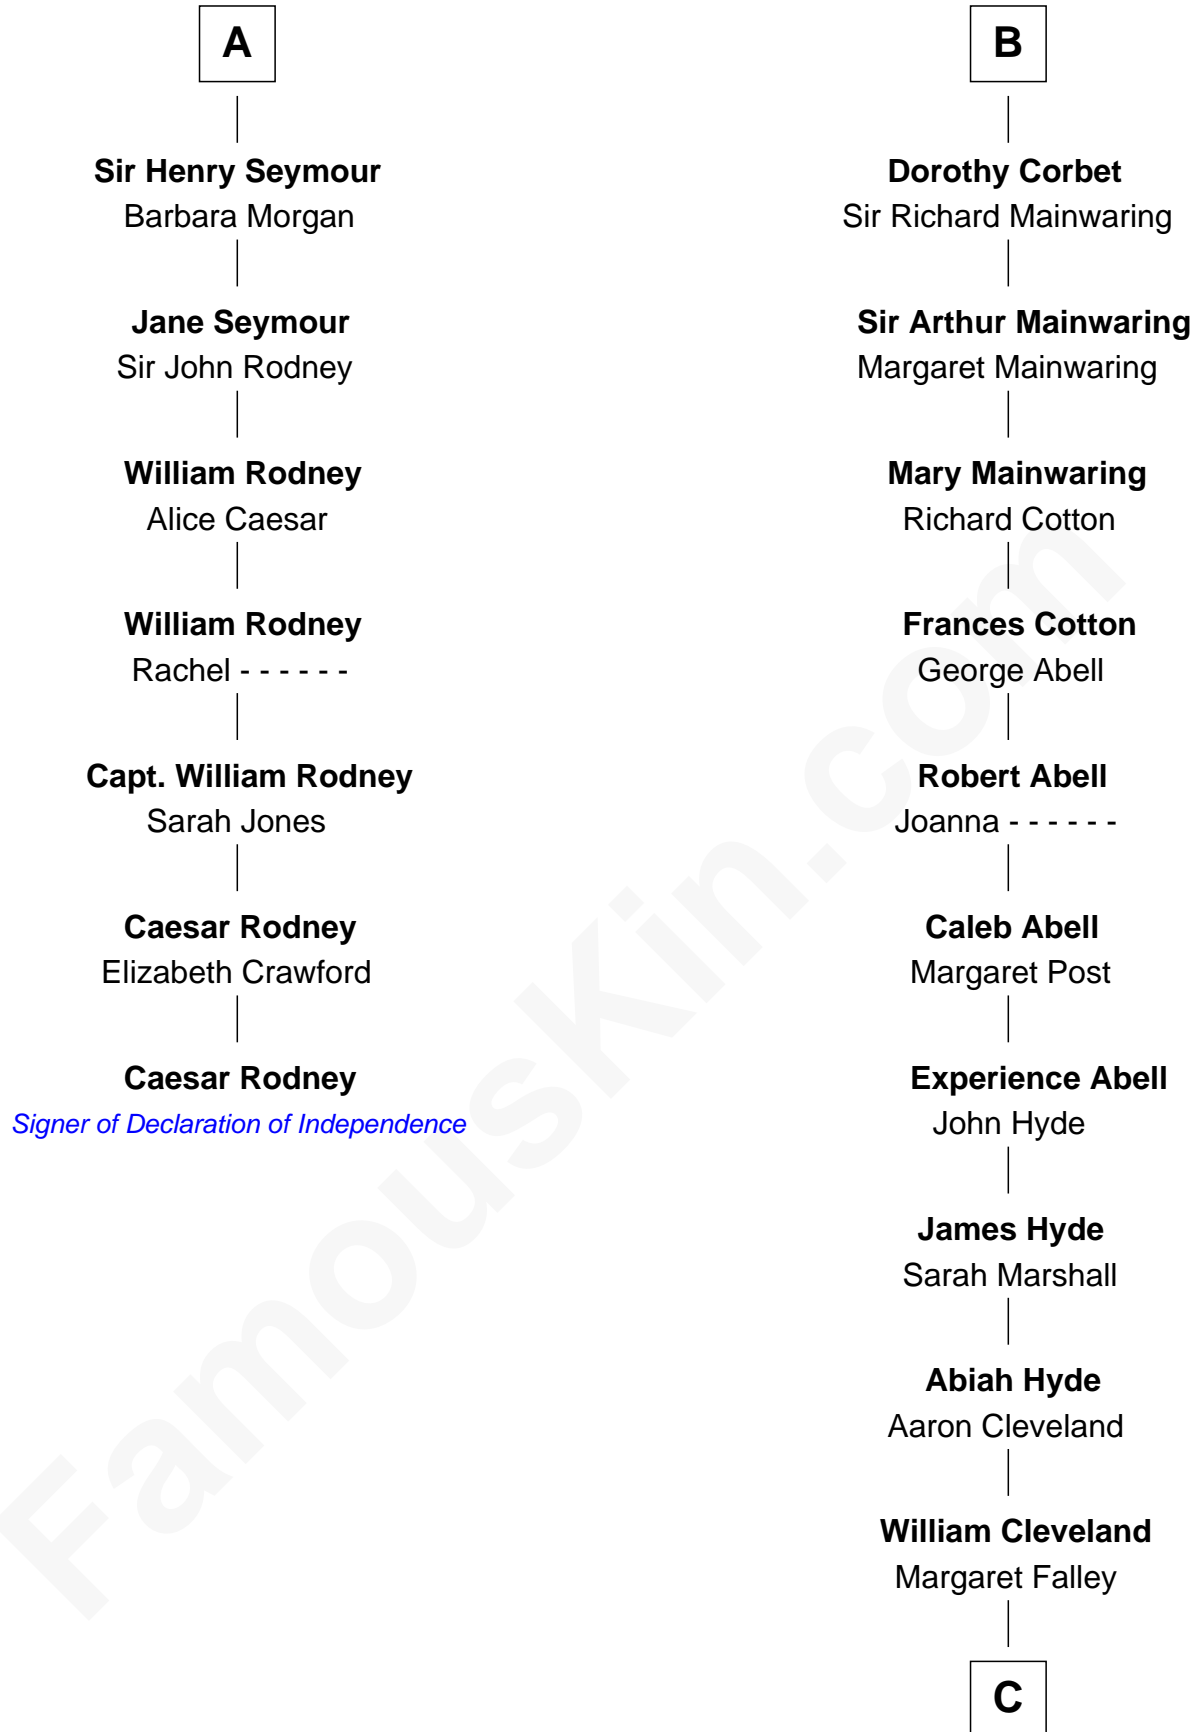 A
Sir Henry Seymour
Barbara Morgan
Jane Seymour
Sir John Rodney
William Rodney
Alice Caesar
William Rodney
Rachel - - - - - -
Capt. William Rodney
Sarah Jones
Caesar Rodney
Elizabeth Crawford
Caesar Rodney
Signer of Declaration of Independence
B
Dorothy Corbet
Sir Richard Mainwaring
Sir Arthur Mainwaring
Margaret Mainwaring
Mary Mainwaring
Richard Cotton
Frances Cotton
George Abell
Robert Abell
Joanna - - - - - -
Caleb Abell
Margaret Post
Experience Abell
John Hyde
James Hyde
Sarah Marshall
Abiah Hyde
Aaron Cleveland
William Cleveland
Margaret Falley
C
FamousKin.com